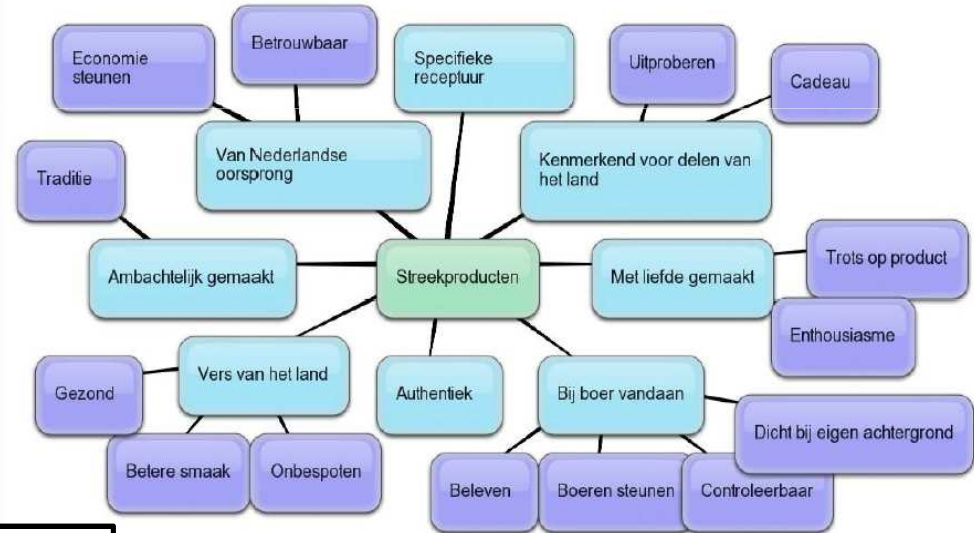 Economie
steunen
Betrouwbaar
Specifieke
receptuur
Uitproberen
Cadeau
Van Nederlandse
oorsprong
Kenmerkend voor delen van
het land
Traditie
Ambachtelijk gemaakt
Streekproducten
Met liefde gemaakt
Trots op product
Enthousiasme
Gezond
Vers van het land
Authentiek
Bij boer vandaan
Dicht bij eigen achtergrond
Betere smaak
Onbespoten
Beleven
Boeren steunen
Controleerbaar